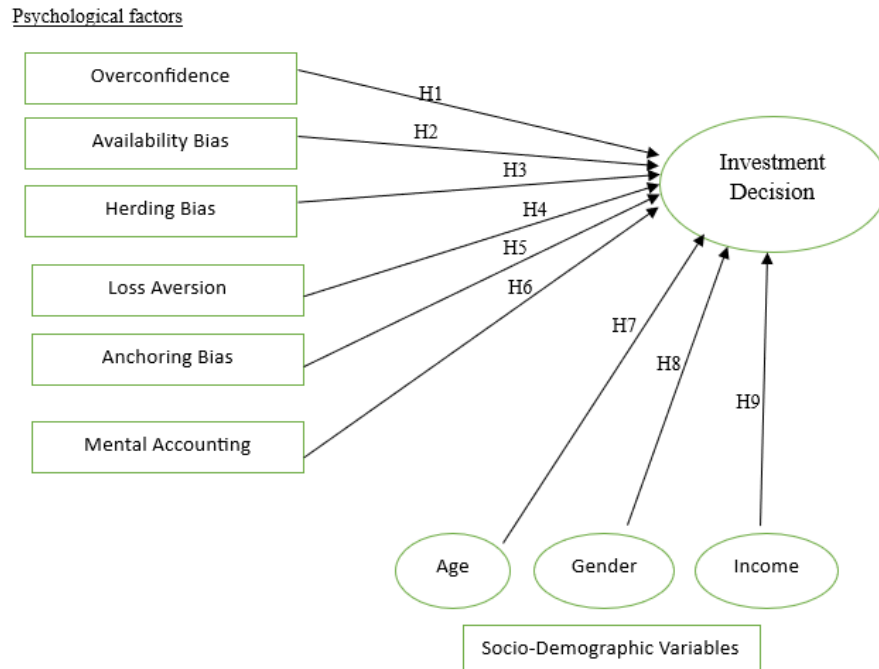 Psychological factors
Overconfidence
H1
Availability Bias
H2
Herding Bias
H3
Investment
Decision
Loss Aversion
H4
Anchoring Bias
H5
Mental Accounting
H6
H7
H8
H9
Age
Gender
Income
Socio-Demographic Variables